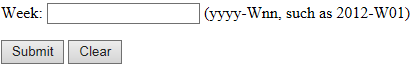 Week: (yyyy-Wnn, such as 2012-W01)
Submit Clear